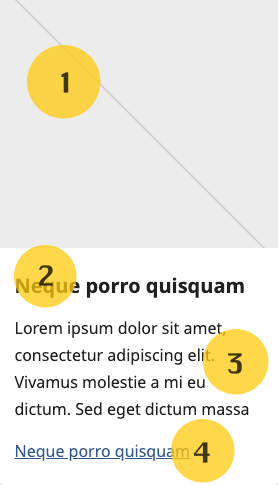 1
2
Neque porro quisquam
Lorem ipsum dolor sit amet,
consectetur adipiscing elit.
3
Vivamus molestie a mi eu
dictum. Sed eget dictum massa
Neque porro quisquam
4